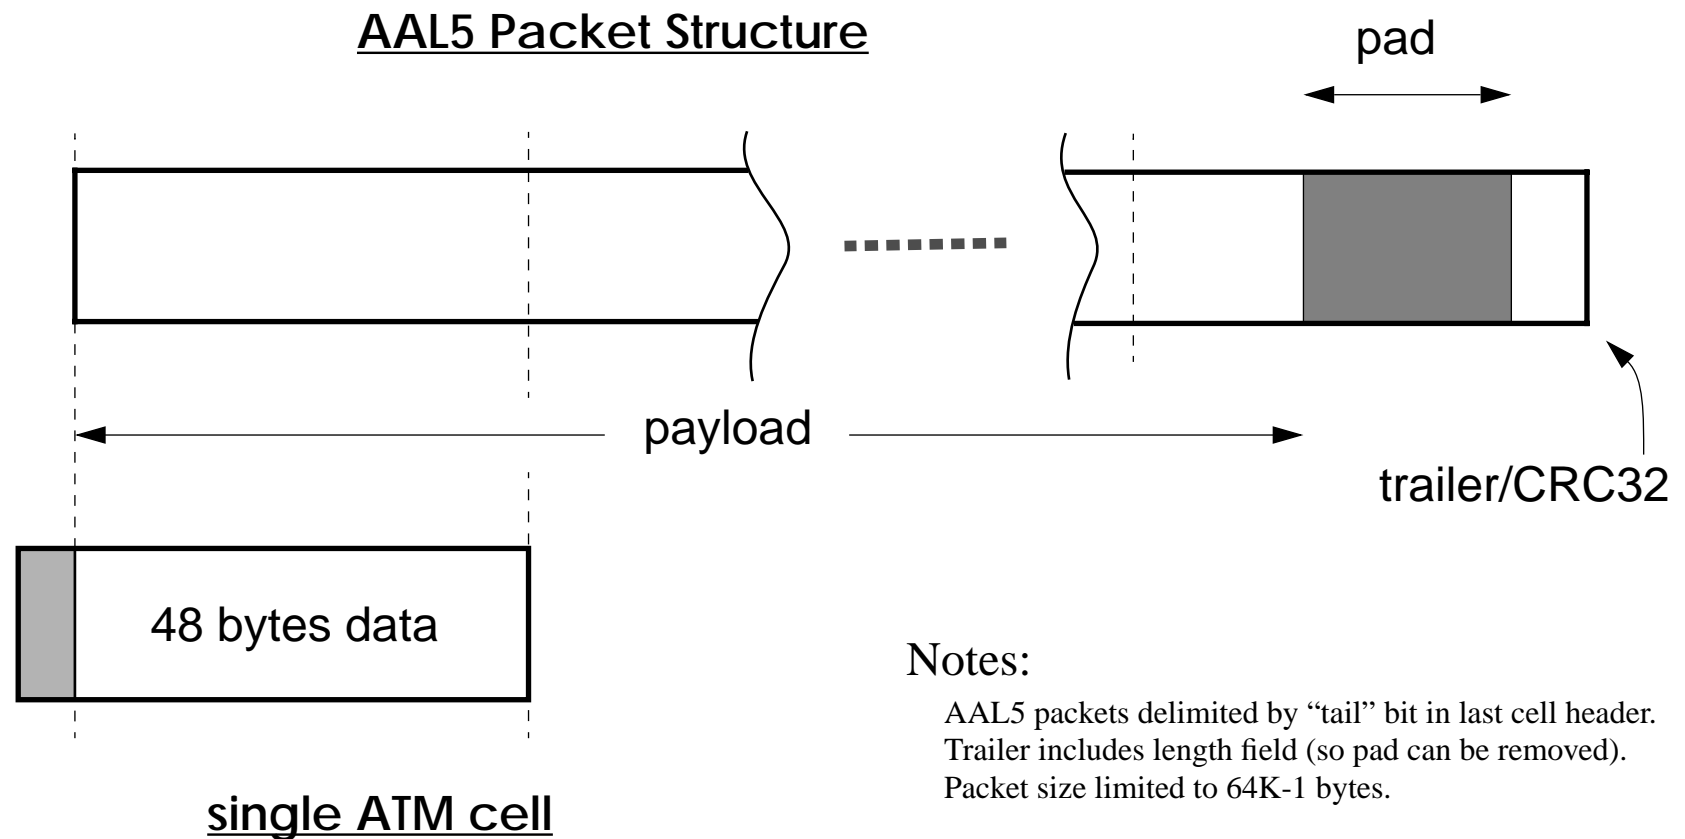 AAL5 Packet Structure
pad
payload
trailer/CRC32
48 bytes data
Notes:
AAL5 packets delimited by “tail” bit in last cell header.
Trailer includes length field (so pad can be removed).
Packet size limited to 64K-1 bytes.
single ATM cell